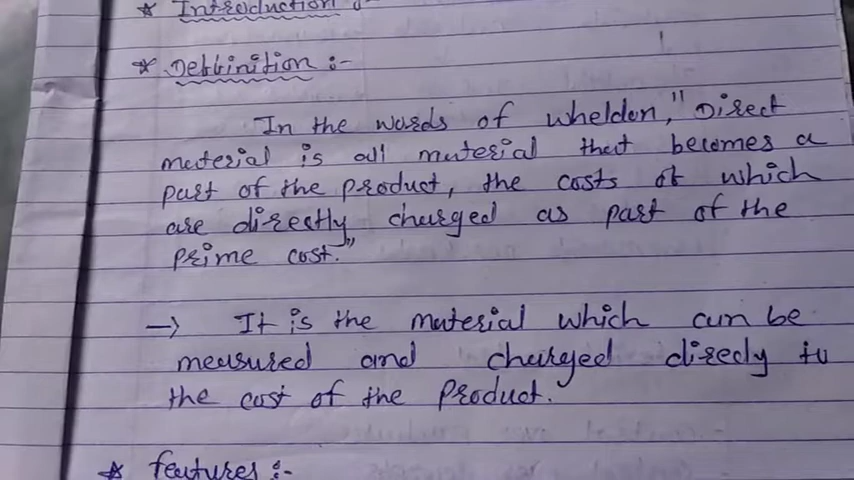 * Introduction :-
* Deffinition :-
In the words of Wheldon, "Direct
material is all material that becomes a
part of the product, the costs of which
are directly charged as part of the
prime cost."
→ It is the material which can be
measured and charged direcly to
the cost of the product.
* features :-